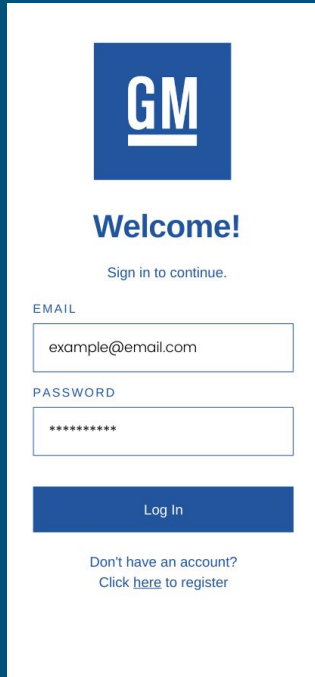 GM
Welcome!
Sign in to continue.
EMAIL
example@email.com
PASSWORD
**********
Log In
Don't have an account?
Click here to register